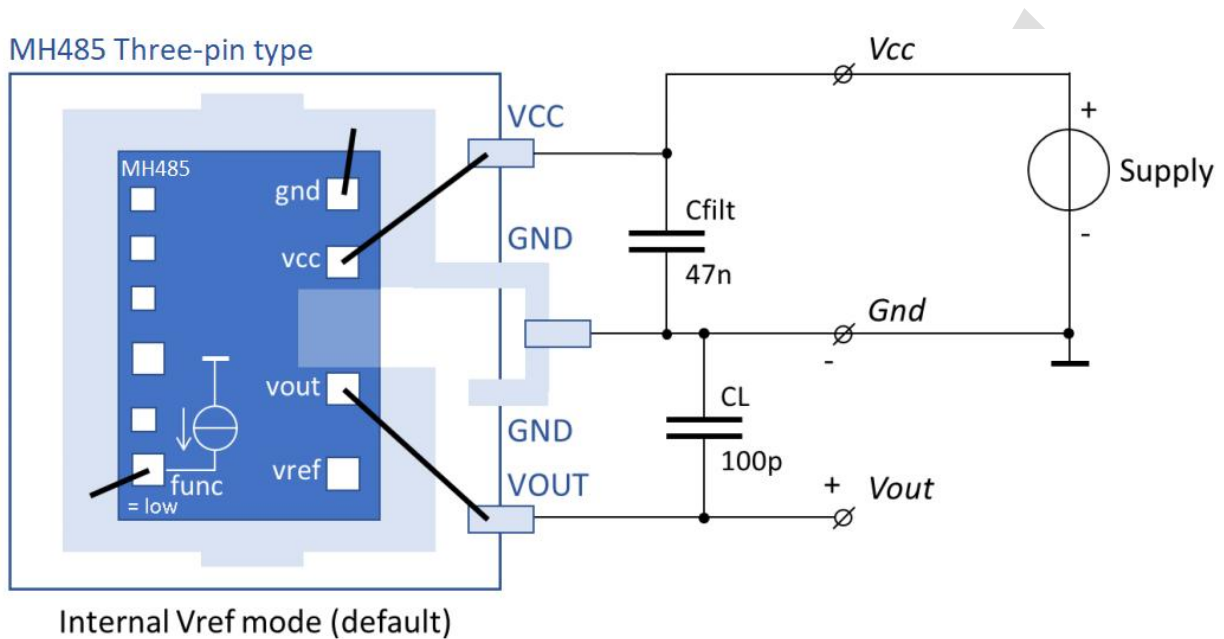 MH485 Three-pin type
Vcc
VCC
+
Supply
-
MH485
gnd
vcc
GND
Cfilt
47n
Gnd
-
vout
CL
100p
GND
vref
func
= low
VOUT
+ Vout
Internal Vref mode (default)